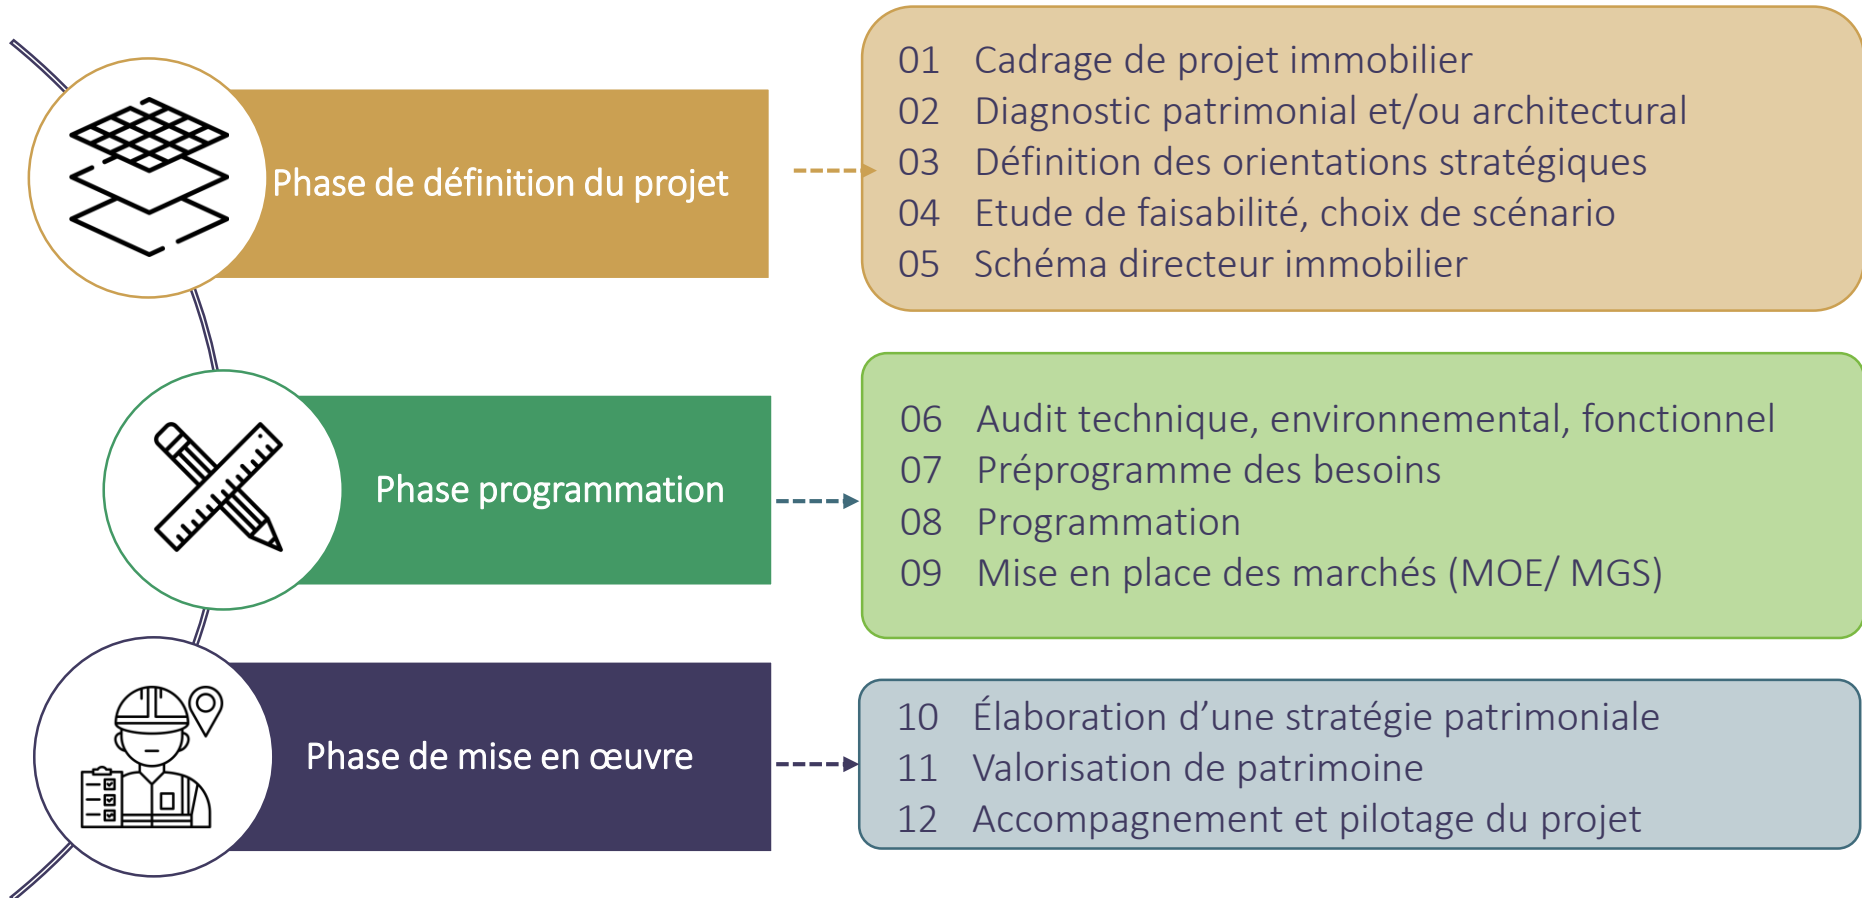 Phase de définition du projet
01 Cadrage de projet immobilier
02 Diagnostic patrimonial et/ou architectural
03 Définition des orientations stratégiques
04 Etude de faisabilité, choix de scénario
05 Schéma directeur immobilier
Phase programmation
06 Audit technique, environnemental, fonctionnel
07 Préprogramme des besoins
08 Programmation
09 Mise en place des marchés (MOE/ MGS)
Phase de mise en œuvre
10 Élaboration d’une stratégie patrimoniale
11 Valorisation de patrimoine
12 Accompagnement et pilotage du projet